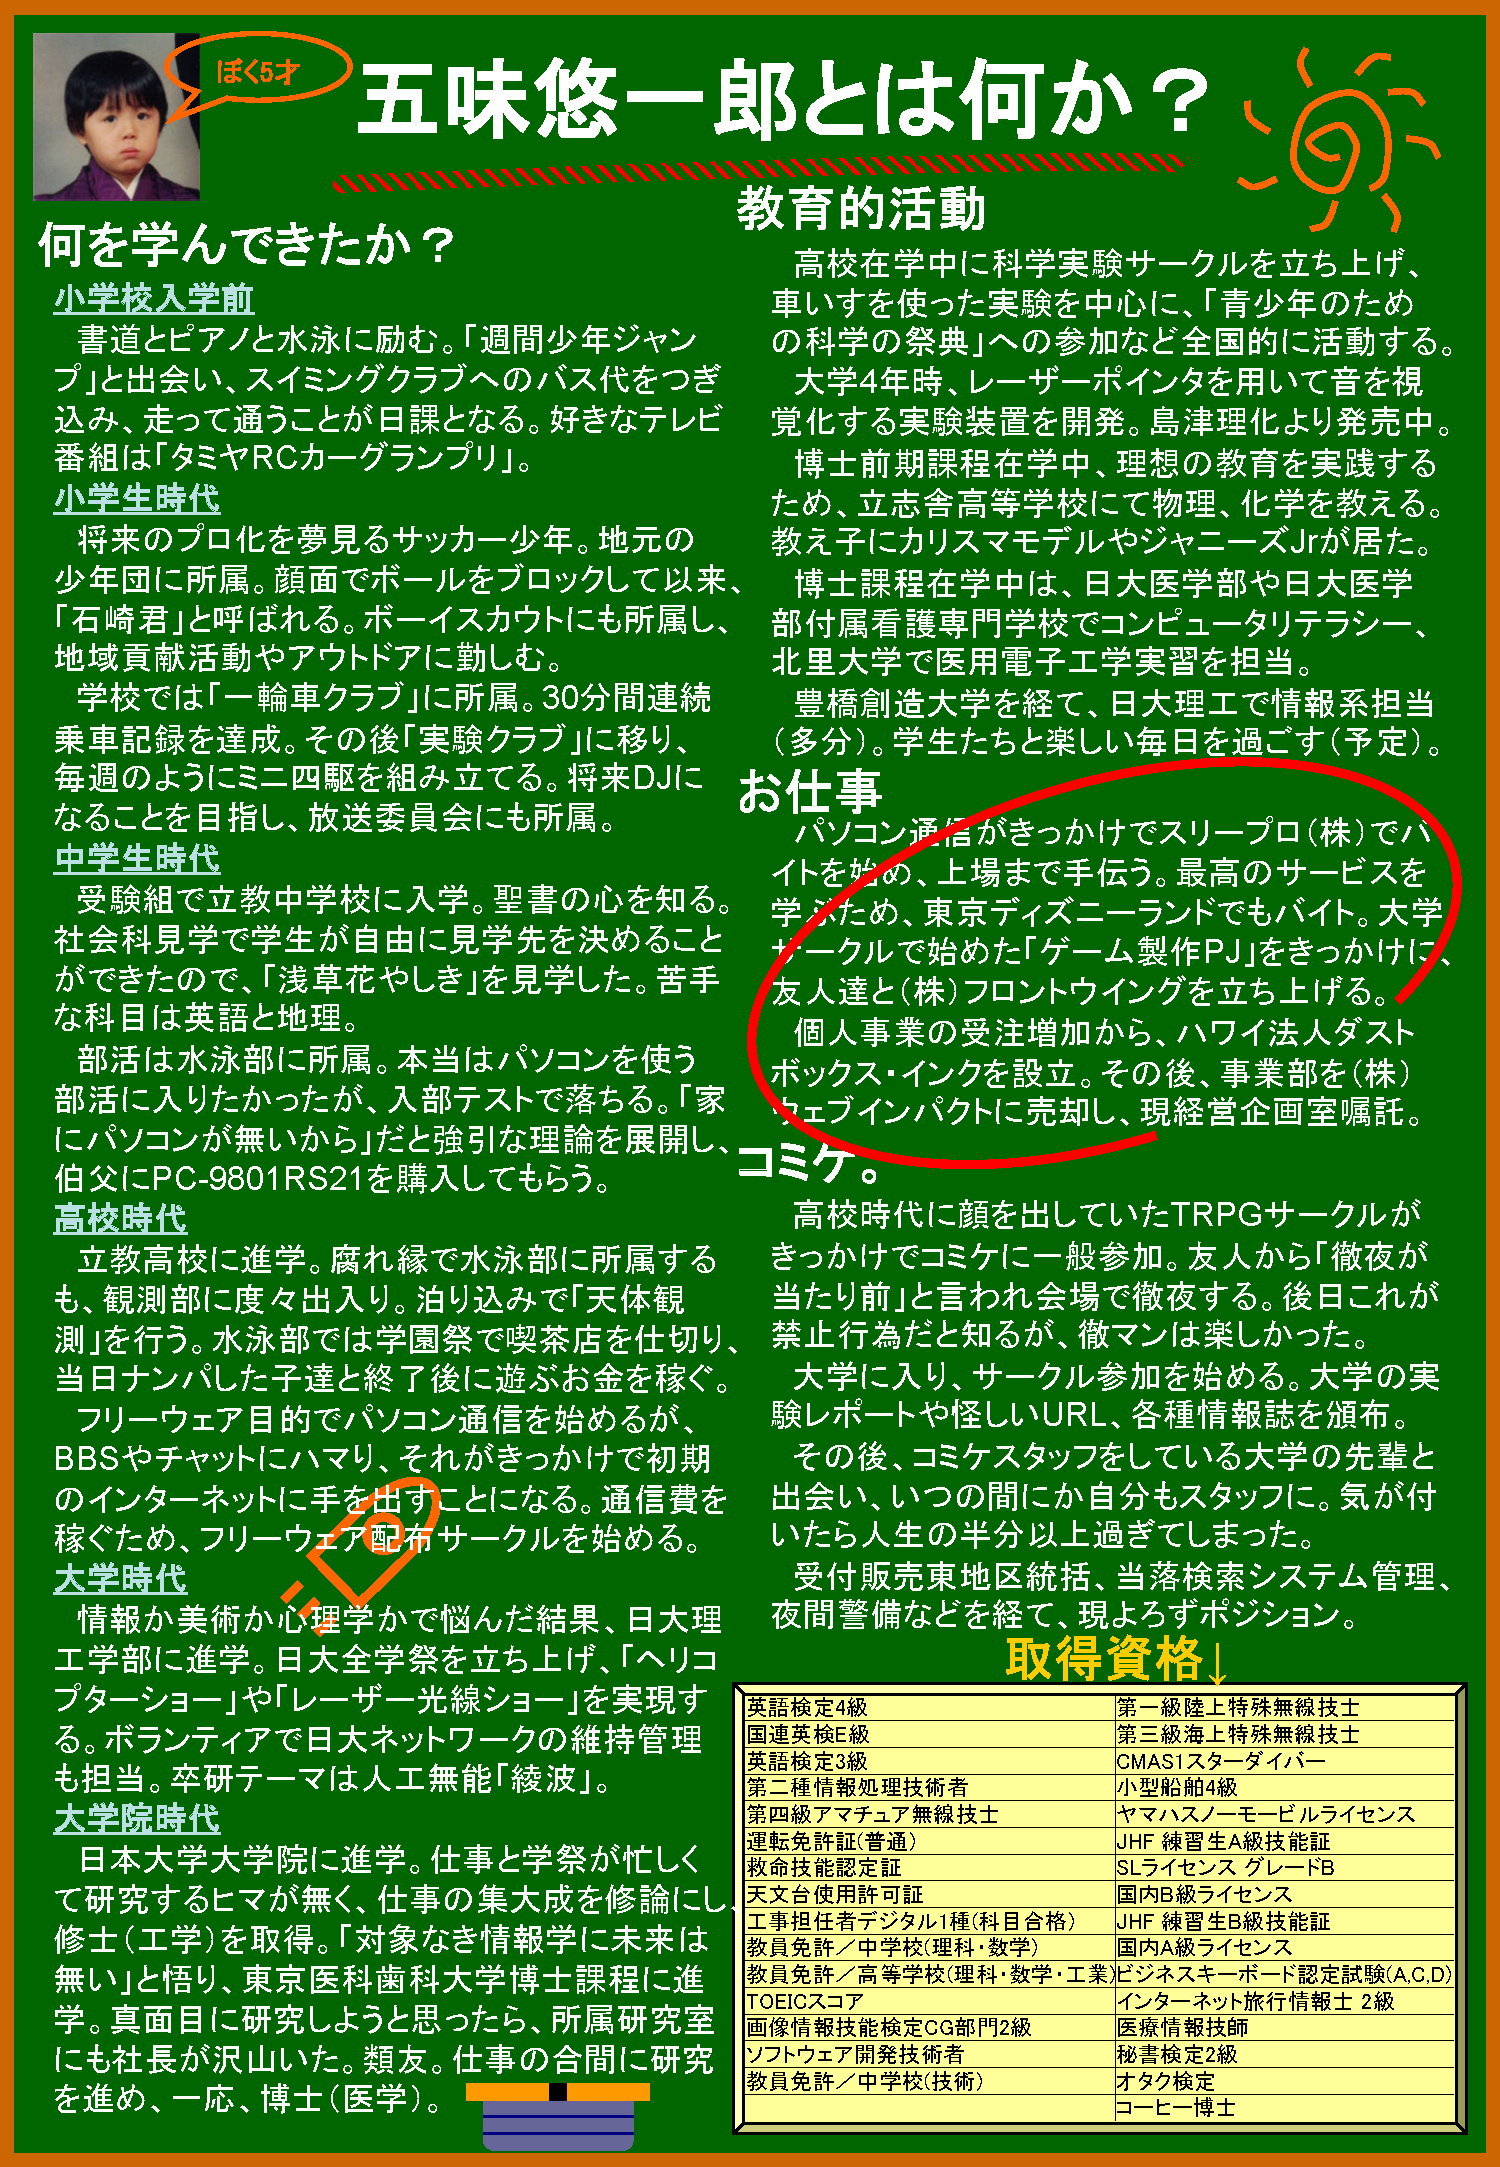 ぼく5才
五味悠一郎とは何か？
何を学んできたか？
小学校入学前
書道とピアノと水泳に励む。「週間少年ジャン
プ」と出会い、スイミングクラブへのバス代をつぎ
込み、走って通うことが日課となる。好きなテレビ
番組は「タミヤRCカーグランプリ」。
小学生時代
将来のプロ化を夢見るサッカー少年。地元の
少年団に所属。顔面でボールをブロックして以来、
「石崎君」と呼ばれる。ボーイスカウトにも所属し、
地域貢献活動やアウトドアに勤しむ。
学校では「一輪車クラブ」に所属。30分間連続
乗車記録を達成。その後「実験クラブ」に移り、
毎週のようにミニ四駆を組み立てる。将来DJに
なることを目指し、放送委員会にも所属。
中学生時代
受験組で立教中学校に入学。聖書の心を知る。
社会科見学で学生が自由に見学先を決めること
ができたので、「浅草花やしき」を見学した。苦手
な科目は英語と地理。
部活は水泳部に所属。本当はパソコンを使う
部活に入りたかったが、入部テストで落ちる。「家
にパソコンが無いから」だと強引な理論を展開し、
伯父にPC-9801RS21を購入してもらう。
高校時代
立教高校に進学。腐れ縁で水泳部に所属する
も、観測部に度々出入り。泊り込みで「天体観
測」を行う。水泳部では学園祭で喫茶店を仕切り、
当日ナンパした子達と終了後に遊ぶお金を稼ぐ。
フリーウェア目的でパソコン通信を始めるが、
BBSやチャットにハマり、それがきっかけで初期
のインターネットに手を出すことになる。通信費を
稼ぐため、フリーウェア配布サークルを始める。
大学時代
情報か美術か心理学かで悩んだ結果、日大理
工学部に進学。日大全学祭を立ち上げ、「ヘリコ
プターショー」や「レーザー光線ショー」を実現す
る。ボランティアで日大ネットワークの維持管理
も担当。卒研テーマは人工無能「綾波」。
大学院時代
日本大学大学院に進学。仕事と学祭が忙しく
て研究するヒマが無く、仕事の集大成を修論にし、
修士（工学）を取得。「対象なき情報学に未来は
無い」と悟り、東京医科歯科大学博士課程に進
学。真面目に研究しようと思ったら、所属研究室
にも社長が沢山いた。類友。仕事の合間に研究
を進め、一応、博士（医学）。
教育的活動
高校在学中に科学実験サークルを立ち上げ、
車いすを使った実験を中心に、「青少年のため
の科学の祭典」への参加など全国的に活動する。
大学4年時、レーザーポインタを用いて音を視
覚化する実験装置を開発。島津理化より発売中。
博士前期課程在学中、理想の教育を実践する
ため、立志舎高等学校にて物理、化学を教える。
教え子にカリスマモデルやジャニーズJrが居た。
博士課程在学中は、日大医学部や日大医学
部付属看護専門学校でコンピュータリテラシー、
北里大学で医用電子工学実習を担当。
豊橋創造大学を経て、日大理工で情報系担当
（多分）。学生たちと楽しい毎日を過ごす（予定）。
お仕事
パソコン通信がきっかけでスリープロ（株）でバ
イトを始め、上場まで手伝う。最高のサービスを
学ぶため、東京ディズニーランドでもバイト。大学
サークルで始めた「ゲーム製作PJ」をきっかけに、
友人達と（株）フロントウイングを立ち上げる。
個人事業の受注増加から、ハワイ法人ダスト
ボックス・インクを設立。その後、事業部を（株）
ウェブインパクトに売却し、現経営企画室嘱託。
コミケ。
高校時代に顔を出していたTRPGサークルが
きっかけでコミケに一般参加。友人から「徹夜が
当たり前」と言われ会場で徹夜する。後日これが
禁止行為だと知るが、徹マンは楽しかった。
大学に入り、サークル参加を始める。大学の実
験レポートや怪しいURL、各種情報誌を頒布。
その後、コミケスタッフをしている大学の先輩と
出会い、いつの間にか自分もスタッフに。気が付
いたら人生の半分以上過ぎてしまった。
受付販売東地区統括、当落検索システム管理、
夜間警備などを経て、現よろずポジション。
取得資格↓
英語検定4級
国連英検E級
英語検定3級
第二種情報処理技術者
第四級アマチュア無線技士
運転免許証（普通）
救命技能認定証
天文台使用許可証
工事担任者デジタル1種（科目合格）
教員免許／中学校（理科・数学）
教員免許／高等学校（理科・数学・工業）
TOEICスコア
画像情報技能検定CG部門2級
ソフトウェア開発技術者
教員免許／中学校（技術）
第一級陸上特殊無線技士
第三級海上特殊無線技士
CMAS1スターダイバー
小型船舶4級
ヤマハスノーモービルライセンス
JHF 練習生A級技能証
SLライセンス グレードB
国内B級ライセンス
JHF 練習生B級技能証
国内A級ライセンス
ビジネスキーボード認定試験(A,C,D)
インターネット旅行情報士 2級
医療情報技師
秘書検定2級
オタク検定
コーヒー博士